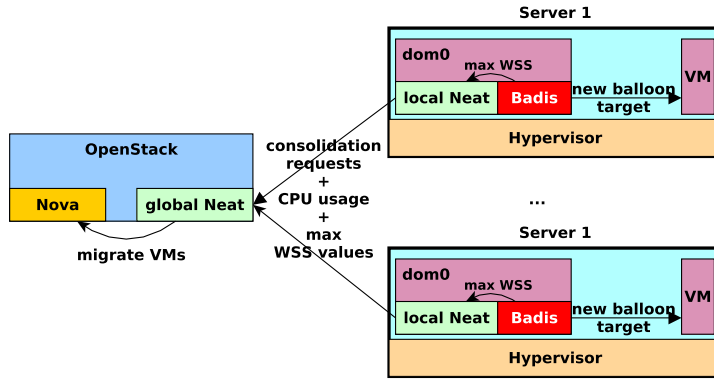 Server 1
dom0
max WSS
local Neat
Badis
new balloon
target
VM
Hypervisor
OpenStack
Nova
global Neat
migrate VMs
consolidation
requests
+
CPU usage
+
max
WSS values
...
Server 1
dom0
max WSS
local Neat
Badis
new balloon
target
VM
Hypervisor